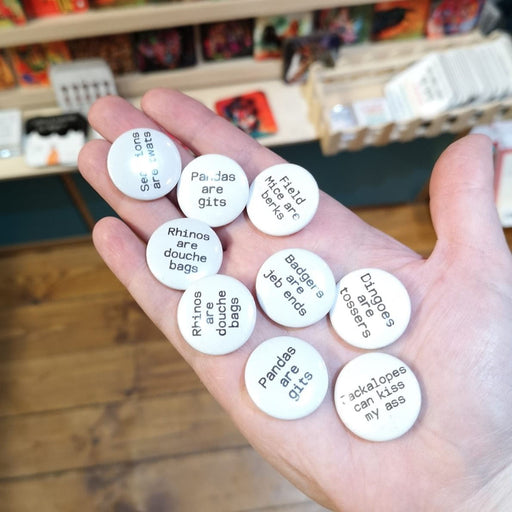 are
Pandas
are
gits
Field
Mice are
berks
Rhinos
are
douche
bags
Rhinos
are
douche
bags
Badgers
are
jeb ends
Dingoes
are
tossers
Pandas
are
gits
can kiss
my ass